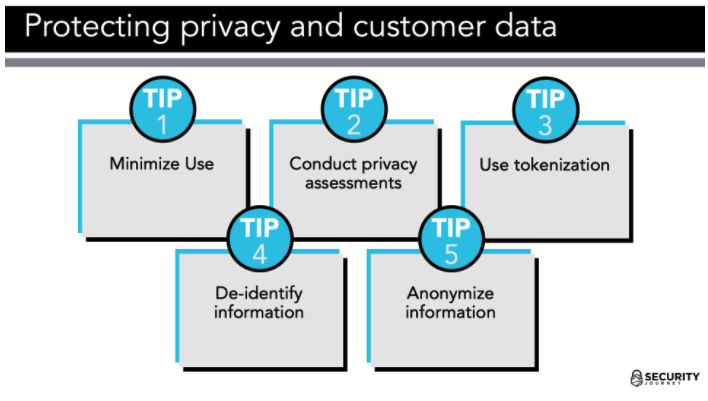 Protecting privacy and customer data
TIP
1
Minimize Use
TIP
2
Conduct privacy
assessments
TIP
3
Use tokenization
TIP
4
De-identify
information
TIP
5
Anonymize
information
SECURITY
JOURNEY